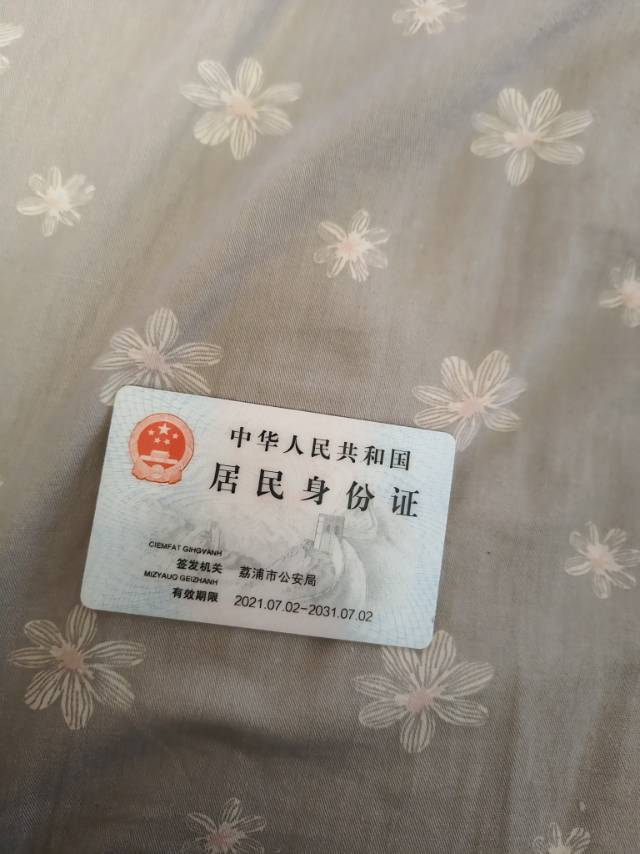 中华人民共和国
居民身份证
CIEMFAT GIHGVANH
签发机关 荔浦市公安局
MIZYAUQ GEIZHANH
有效期限 2021.07.02-2031.07.02